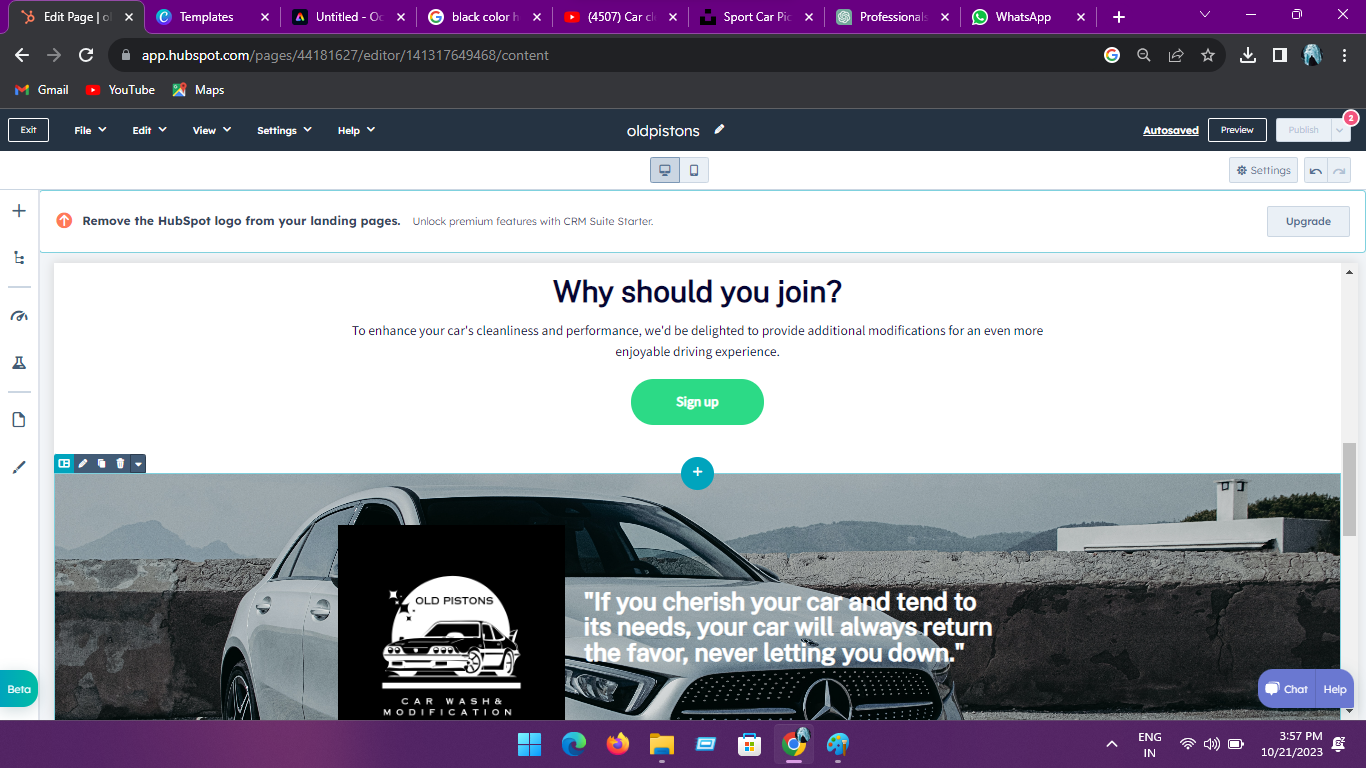 Edit Page | ol
Templates
Untitled - Oc
black color h
(4507) Car cl
Sport Car Pic
Professionals
WhatsApp
app.hubspot.com/pages/44181627/editor/141317649468/content
Gmail
YouTube
Maps
Exit
File
Edit
View
Settings
Help
oldpistons
Autosaved
Preview
Publish
2
Settings
Remove the HubSpot logo from your landing pages.
Unlock premium features with CRM Suite Starter.
Upgrade
Why should you join?
To enhance your car's cleanliness and performance, we'd be delighted to provide additional modifications for an even more
enjoyable driving experience.
Sign up
OLD PISTONS
CAR WASH&
MODIFICATION
"If you cherish your car and tend to
its needs, your car will always return
the favor, never letting you down."
Beta
Chat
Help
ENG
IN
3:57 PM
10/21/2023